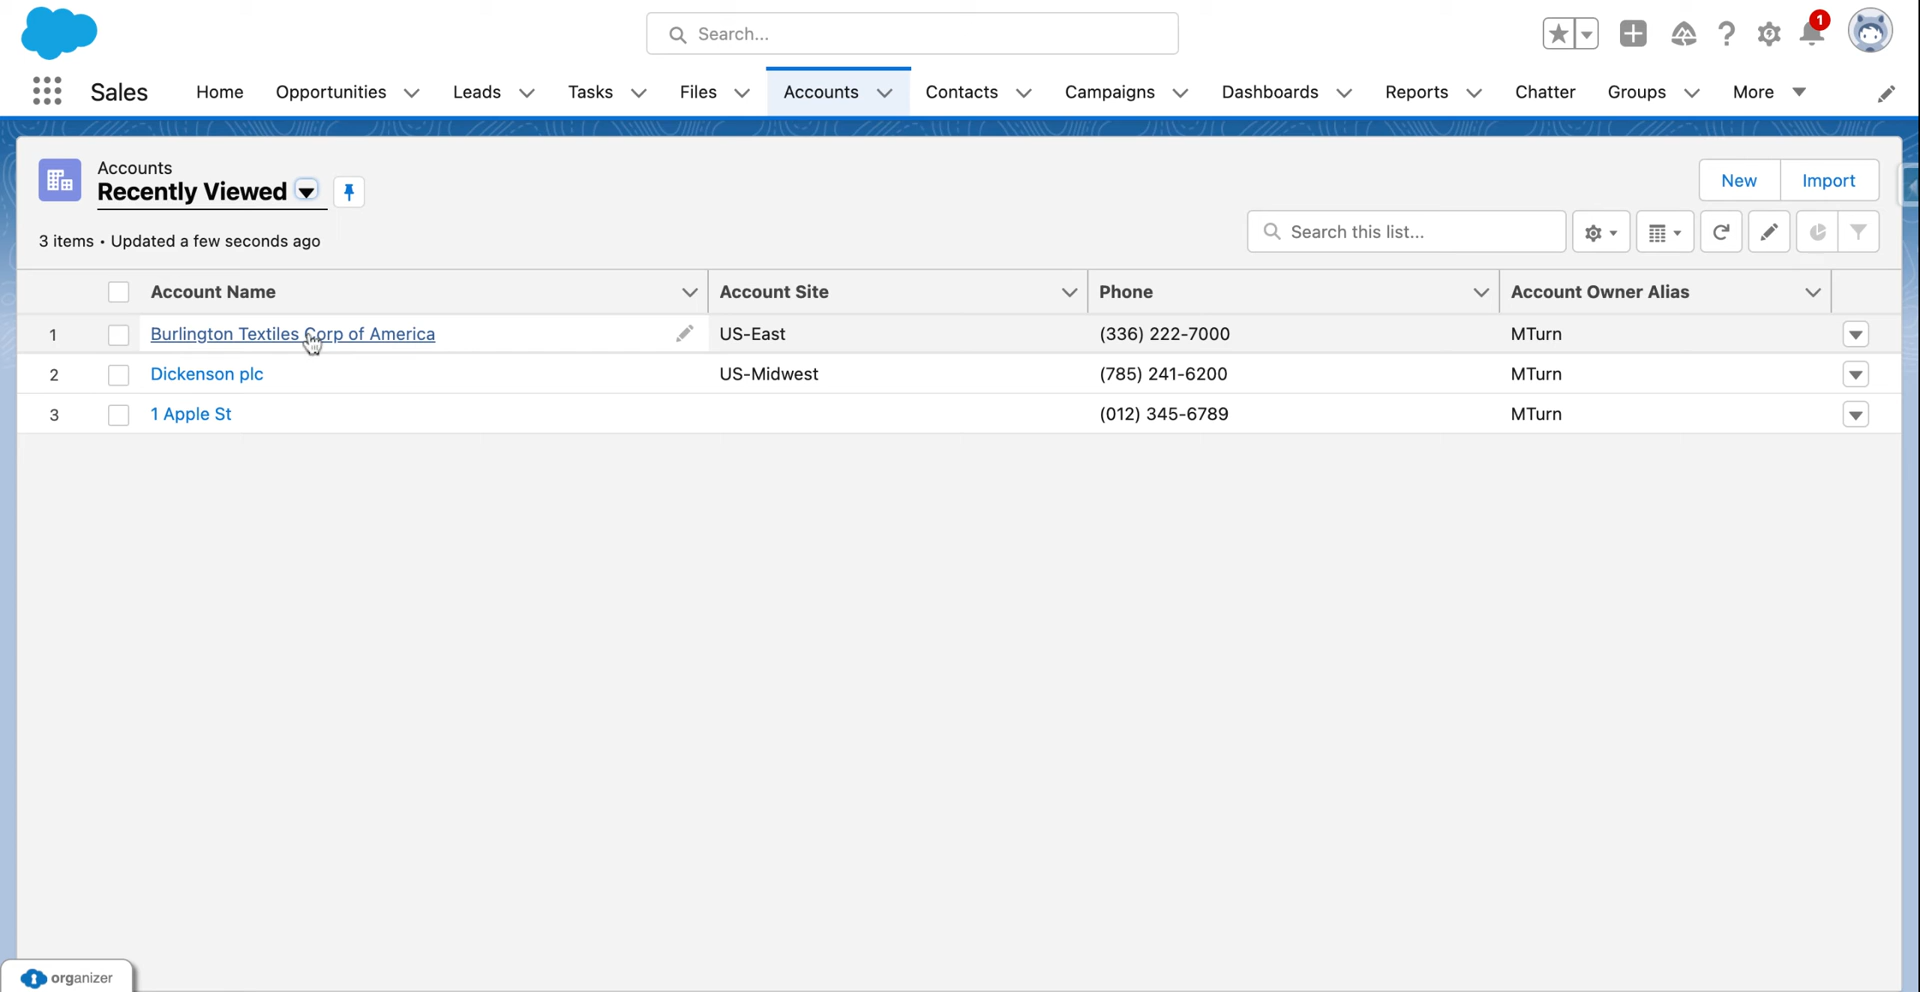 Search...
1
Sales Home Opportunities Leads Tasks Files Accounts Contacts Campaigns Dashboards Reports Chatter Groups More
Accounts
Recently Viewed
New Import
3 items • Updated a few seconds ago
Search this list...
Account Name Account Site Phone Account Owner Alias
1 Burlington Textiles Corp of America US-East (336) 222-7000 MTurn
2 Dickenson plc US-Midwest (785) 241-6200 MTurn
3 1 Apple St (012) 345-6789 MTurn
organizer